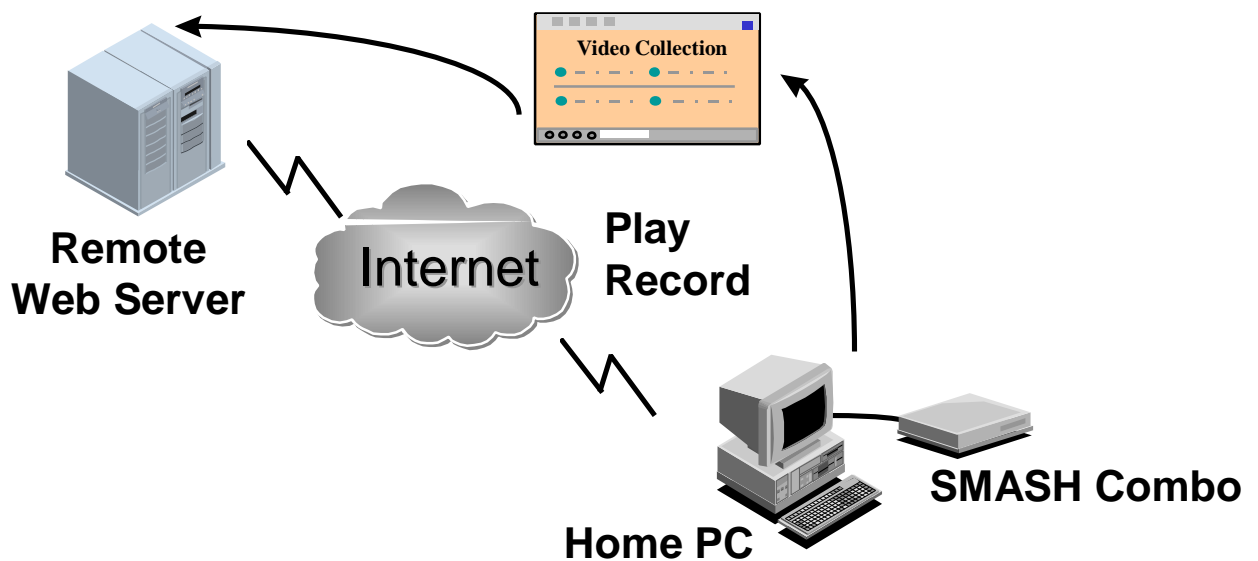 Video Collection
Remote
Web Server
Internet
Play
Record
SMASH Combo
Home PC